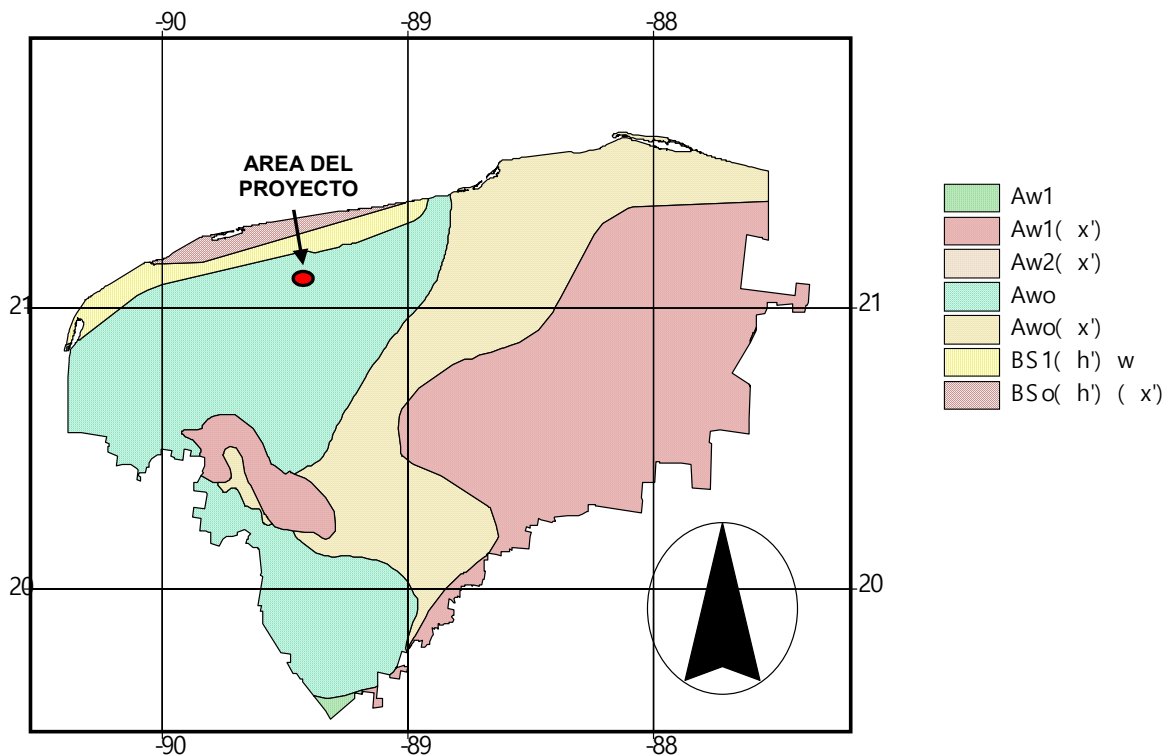 -90 -89 -88
AREA DEL
PROYECTO
21 21
20 20
-90 -89 -88
Aw1
Aw1( x')
Aw2( x')
Awo
Awo( x')
BS1( h') w
BSo( h') ( x')